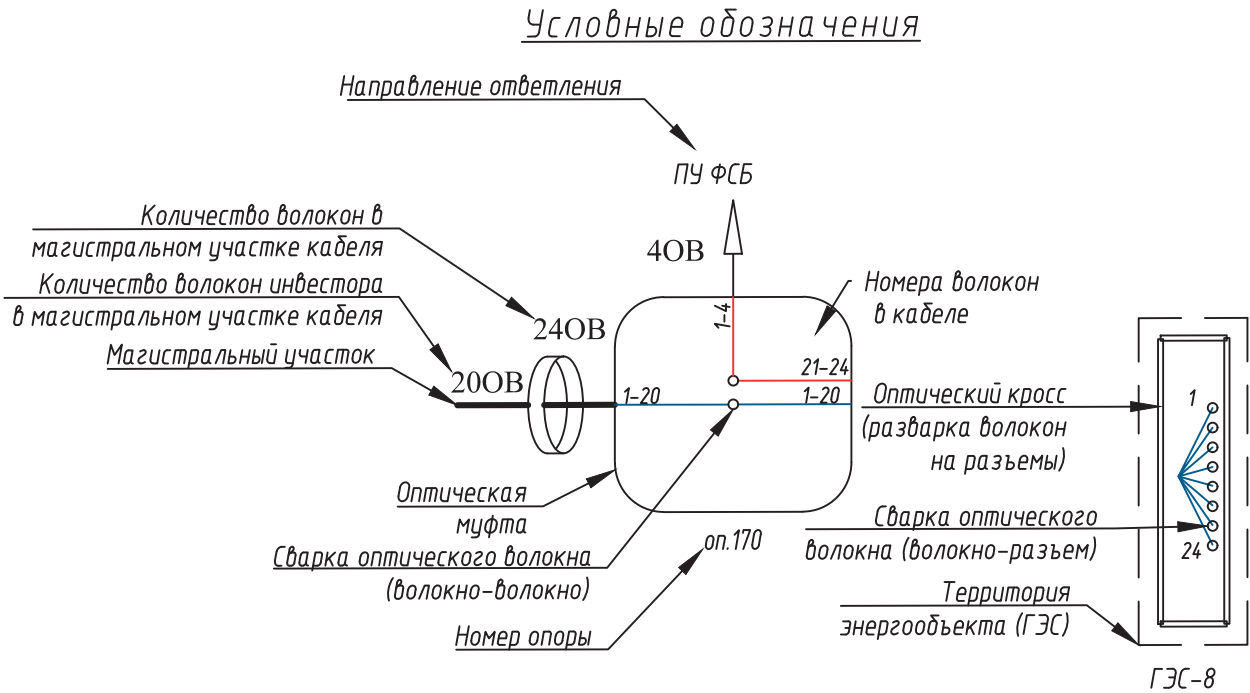 Условные обозначения
Направление ответления
ПУ ФСБ
Количество волокон в
магистральном участке кабеля
4ОВ
Количество волокон инвестора
в магистральном участке кабеля
Номера волокон
в кабеле
1-4
24ОВ
Магистральный участок
20ОВ
21-24
1-20
1-20
Оптический кросс
(разварка волокон
на разъемы)
1
Оптическая
муфта
Сварка оптического
волокна (волокно-разъем)
24
оп.170
Сварка оптического волокна
(волокно-волокно)
Территория
энергообъекта (ГЭС)
Номер опоры
ГЭС-8